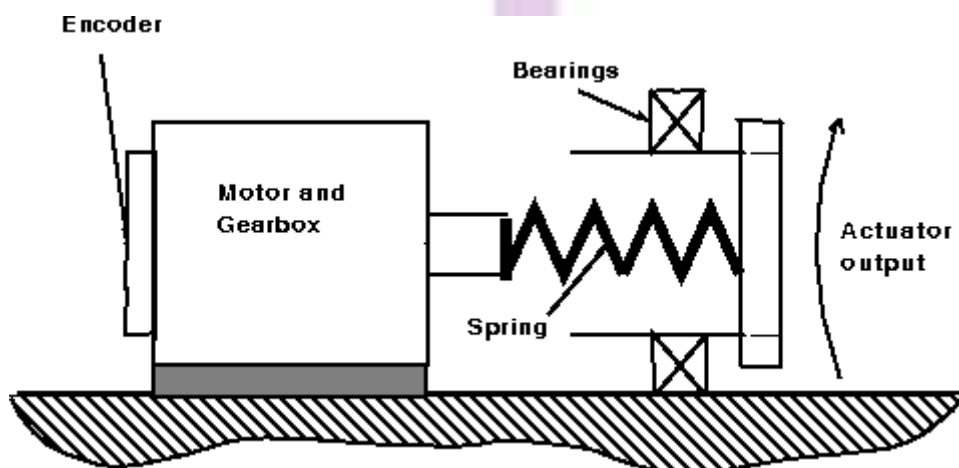 Encoder
Bearings
Motor and
Gearbox
Actuator
output
Spring